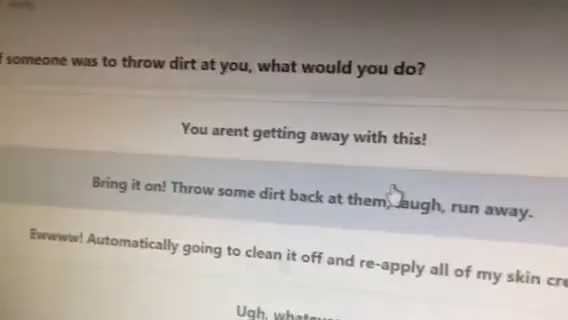 someone was to throw dirt at you, what would you do?
You arent getting away with this!
Bring it on! Throw some dirt back at them, laugh, run away.
Ewwww! Automatically going to clean it off and re-apply all of my skin
Ugh,